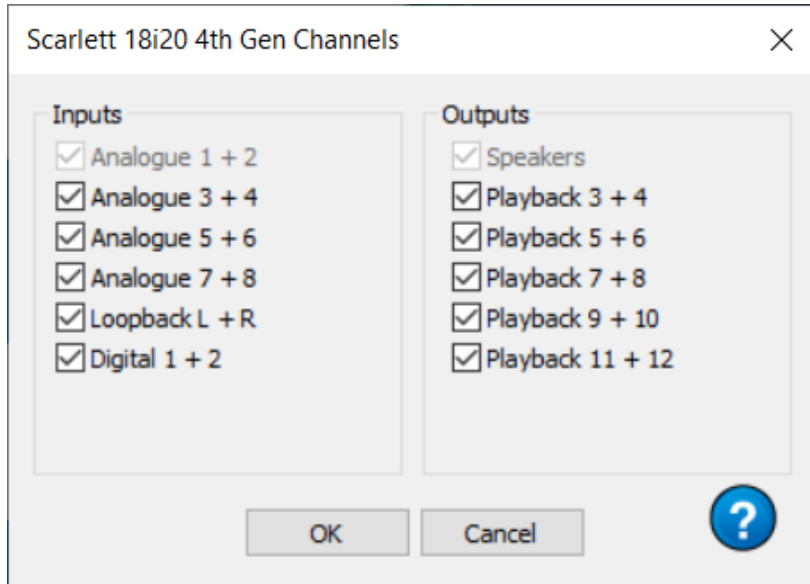 Scarlett 18i20 4th Gen Channels
Inputs
Analogue 1 + 2
Analogue 3 + 4
Analogue 5 + 6
Analogue 7 + 8
Loopback L + R
Digital 1 + 2
Outputs
Speakers
Playback 3 + 4
Playback 5 + 6
Playback 7 + 8
Playback 9 + 10
Playback 11 + 12
OK
Cancel
?